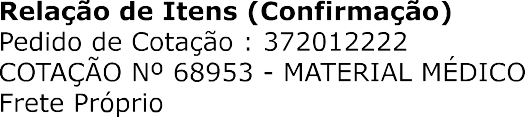 Relação de Itens (Confirmação)
Pedido de Cotação : 372012222
COTAÇÃO Nº 68953 - MATERIAL MÉDICO
Frete Próprio